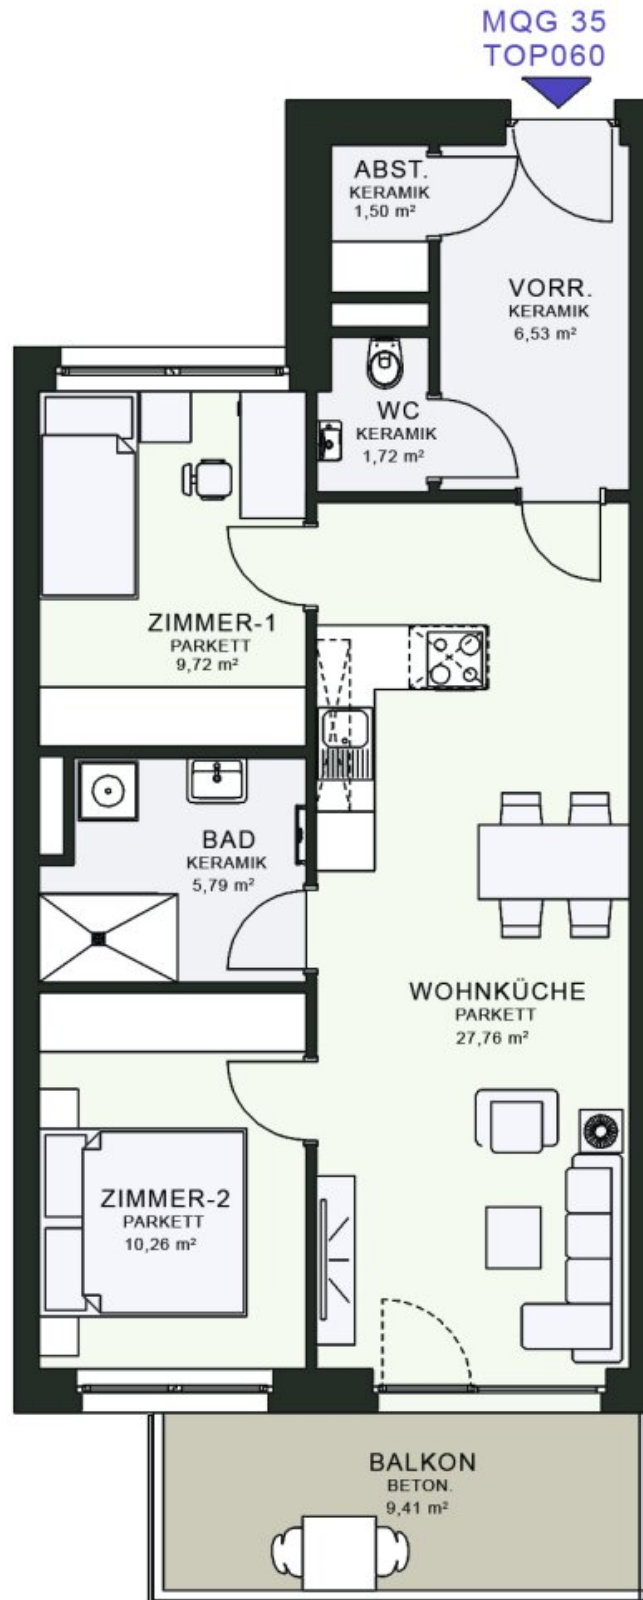 MQG 35
TOP060
ABST.
KERAMIK
1,50 m²
VORR.
KERAMIK
6,53 m²
WC
KERAMIK
1,72 m²
ZIMMER-1
PARKETT
9,72 m²
BAD
KERAMIK
5,79 m²
WOHNKÜCHE
PARKETT
27,76 m²
ZIMMER-2
PARKETT
10,26 m²
BALKON
BETON.
9,41 m²